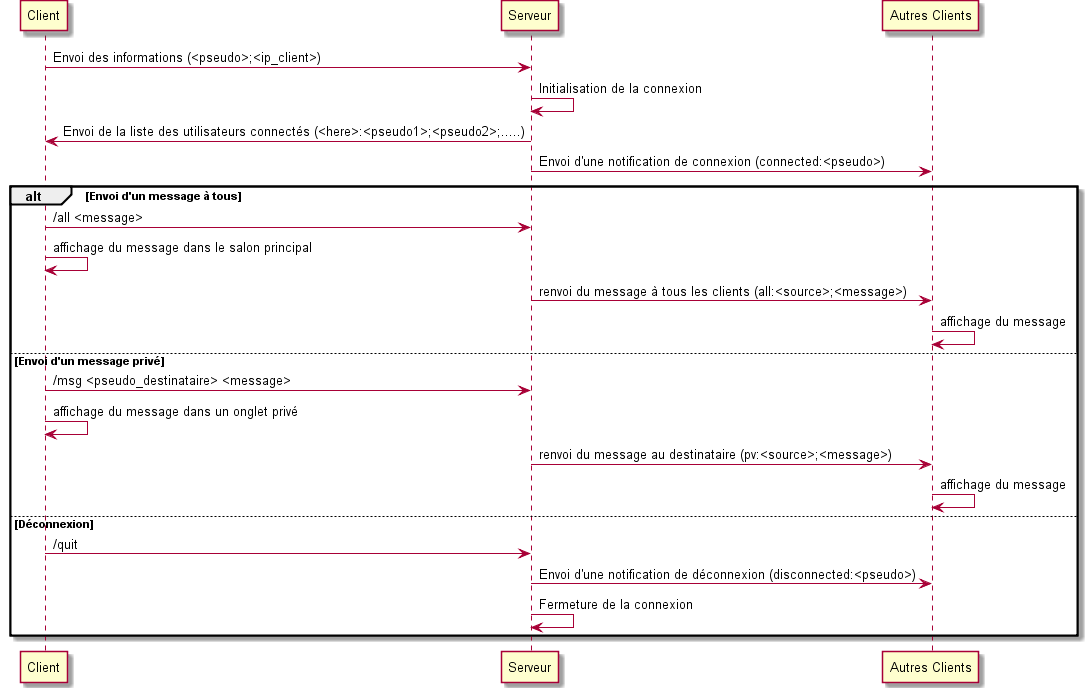 Client
Serveur
Autres Clients
Envoi des informations (<pseudo>;<ip_client>)
Initialisation de la connexion
Envoi de la liste des utilisateurs connectés (<here>:<pseudo1>;<pseudo2>;.....)
Envoi d'une notification de connexion (connected:<pseudo>)
alt
[Envoi d'un message à tous]
/all <message>
affichage du message dans le salon principal
renvoi du message à tous les clients (all:<source>;<message>)
affichage du message
[Envoi d'un message privé]
/msg <pseudo_destinataire> <message>
affichage du message dans un onglet privé
renvoi du message au destinataire (pv:<source>;<message>)
affichage du message
[Déconnexion]
/quit
Envoi d'une notification de déconnexion (disconnected:<pseudo>)
Fermeture de la connexion
Client
Serveur
Autres Clients